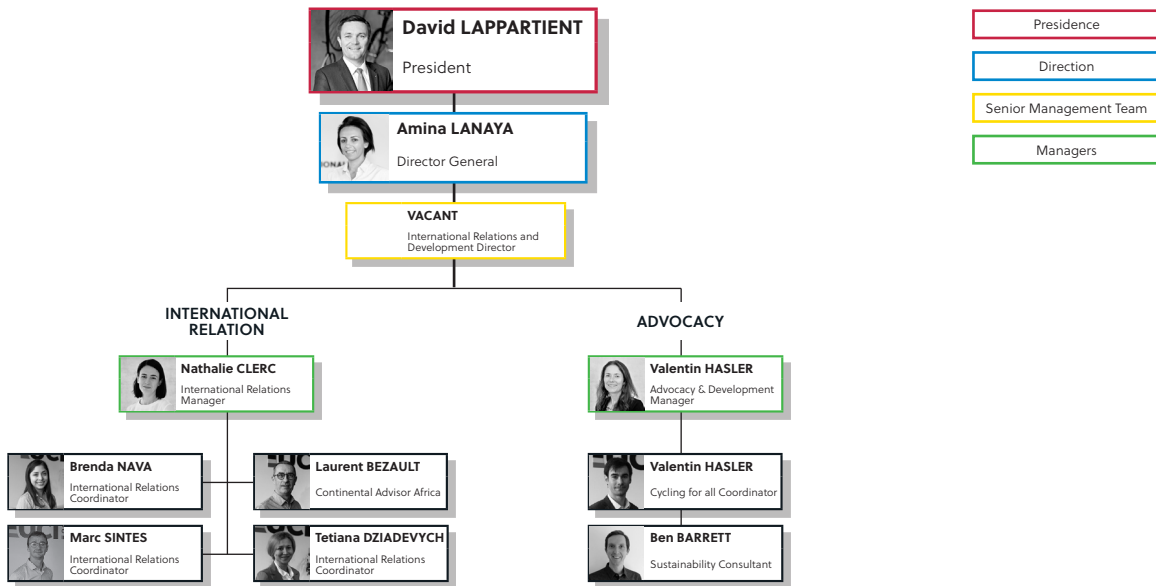 David LAPPARTIENT
President
Presidence
Direction
Senior Management Team
Managers
Amina LANAYA
Director General
VACANT
International Relations and
Development Director
INTERNATIONAL
RELATION
ADVOCACY
Nathalie CLERC
International Relations
Manager
Valentin HASLER
Advocacy & Development
Manager
Brenda NAVA
International Relations
Coordinator
Laurent BEZAULT
Continental Advisor Africa
Valentin HASLER
Cycling for all Coordinator
Marc SINTES
International Relations
Coordinator
Tetiana DZIADEVYCH
International Relations
Coordinator
Ben BARRETT
Sustainability Consultant